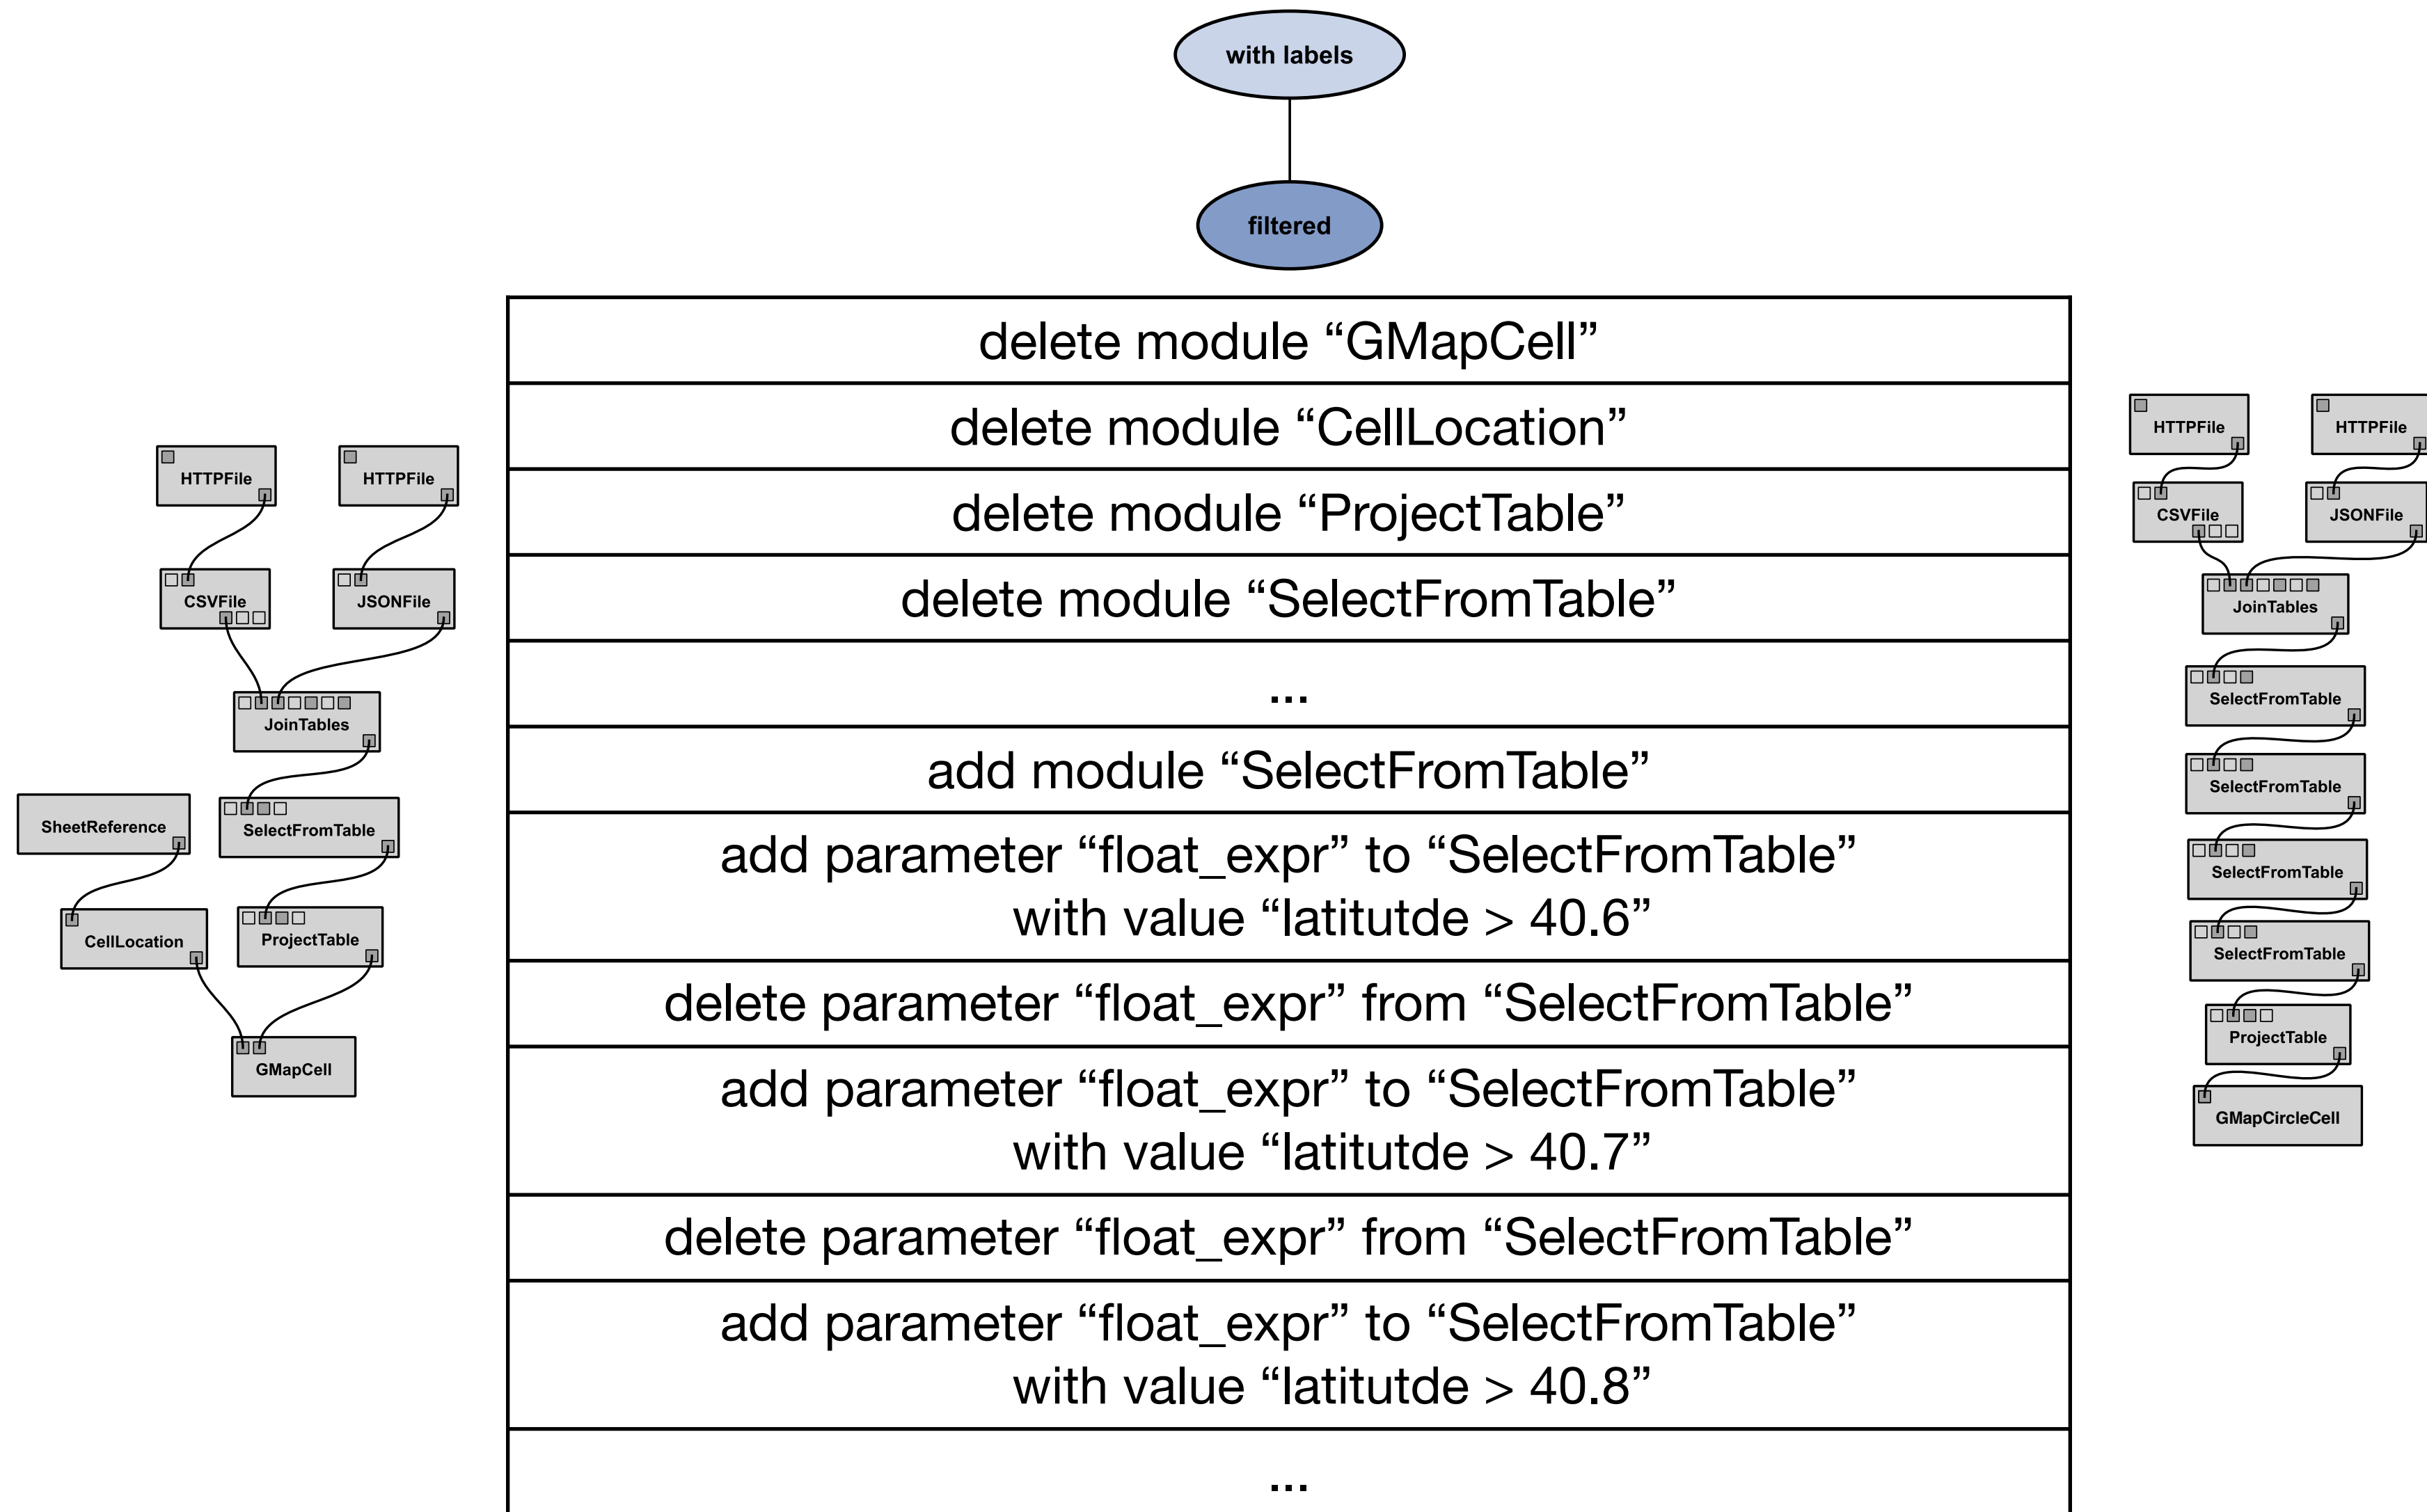 with labels
filtered
HTTPFile
HTTPFile
CSVFile
JSONFile
JoinTables
SheetReference
SelectFromTable
CellLocation
ProjectTable
GMapCell
delete module “GMapCell”
delete module “CellLocation”
delete module “ProjectTable”
delete module “SelectFromTable”
...
add module “SelectFromTable”
add parameter “float_expr” to “SelectFromTable”
with value “latitutde > 40.6”
delete parameter “float_expr” from “SelectFromTable”
add parameter “float_expr” to “SelectFromTable”
with value “latitutde > 40.7”
delete parameter “float_expr” from “SelectFromTable”
add parameter “float_expr” to “SelectFromTable”
with value “latitutde > 40.8”
...
HTTPFile
HTTPFile
CSVFile
JSONFile
JoinTables
SelectFromTable
SelectFromTable
SelectFromTable
SelectFromTable
ProjectTable
GMapCircleCell